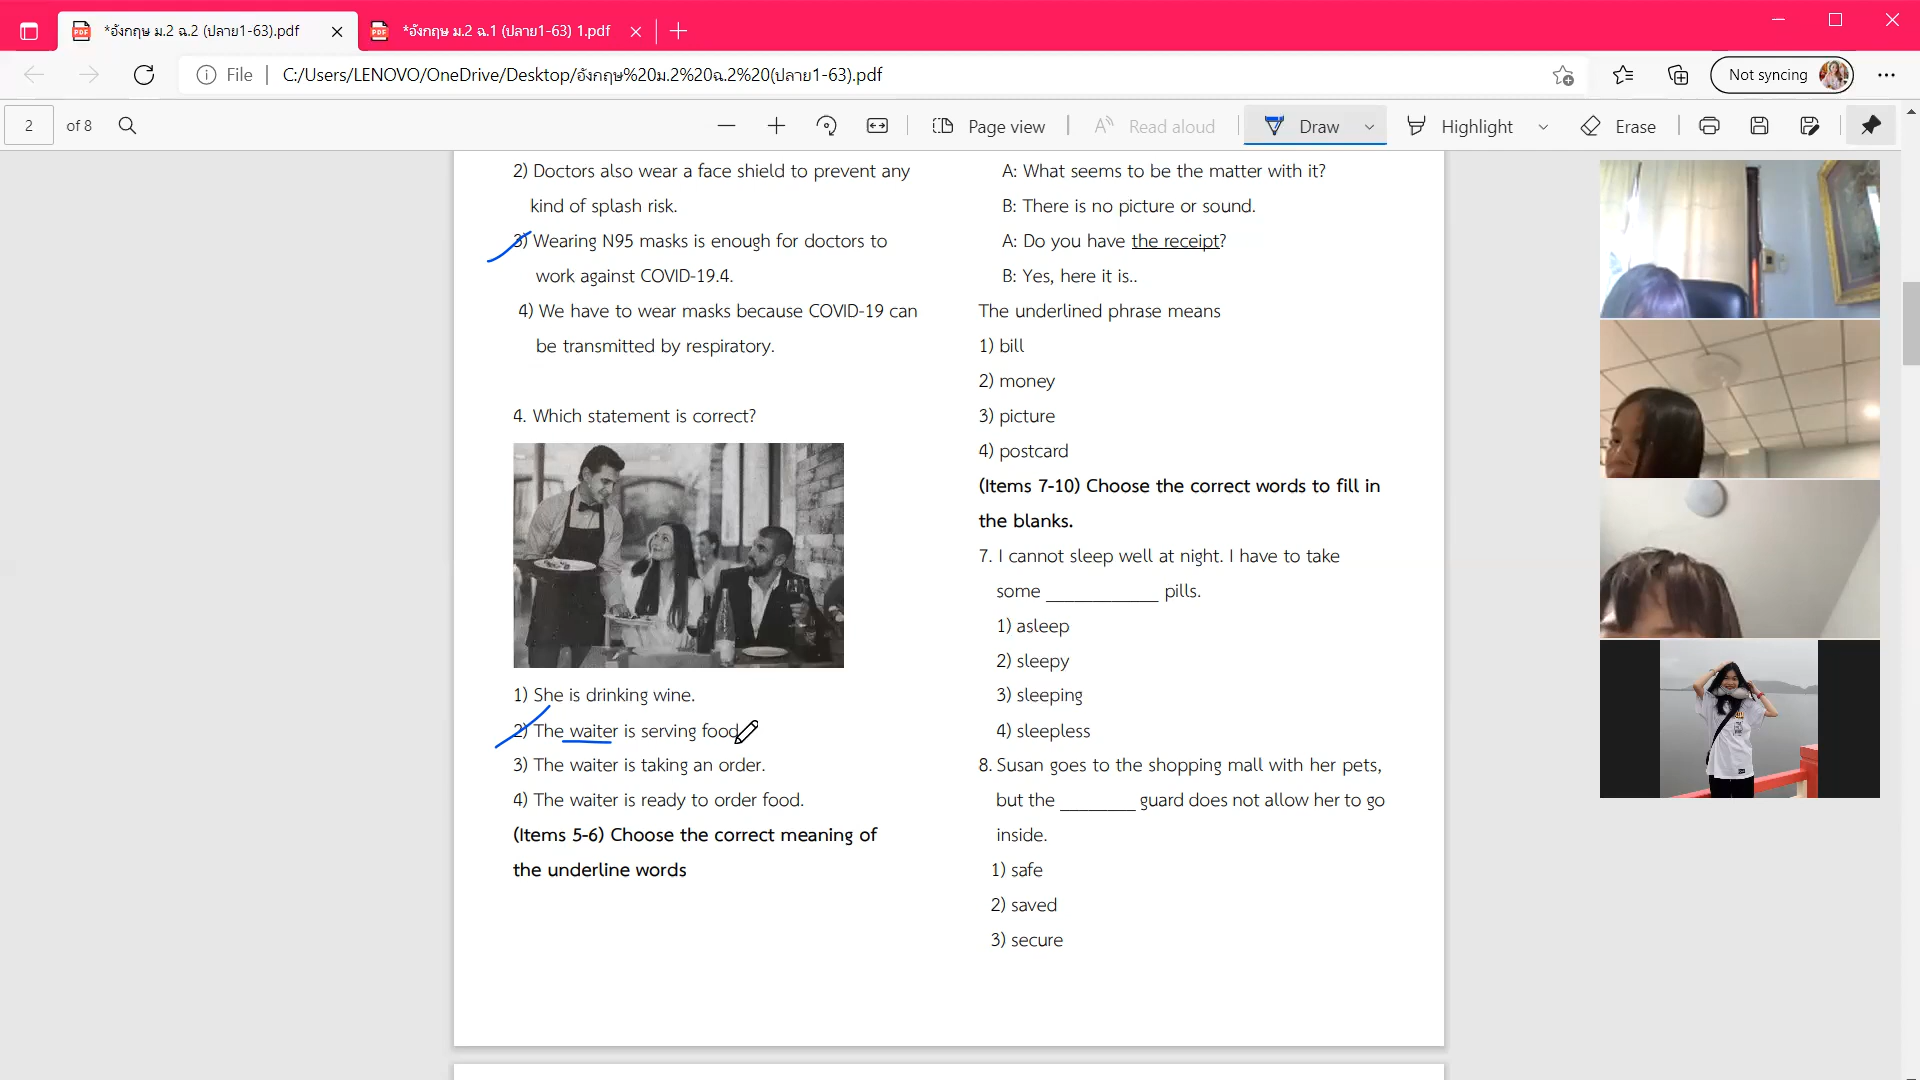 *อังกฤษ ม.2 ฉ.2 (ปลาย1-63).pdf
*อังกฤษ ม.2 ฉ.1 (ปลาย1-63) 1.pdf
File
C:/Users/LENOVO/OneDrive/Desktop/อังกฤษ%20ม.2%20ฉ.2%20(ปลาย1-63).pdf
Not syncing
2 of 8
Page view
Read aloud
Draw
Highlight
Erase
2) Doctors also wear a face shield to prevent any
kind of splash risk.
3) Wearing N95 masks is enough for doctors to
work against COVID-19.4.
4) We have to wear masks because COVID-19 can
be transmitted by respiratory.
4. Which statement is correct?
1) She is drinking wine.
2) The waiter is serving food
3) The waiter is taking an order.
4) The waiter is ready to order food.
(Items 5-6) Choose the correct meaning of
the underline words
A: What seems to be the matter with it?
B: There is no picture or sound.
A: Do you have the receipt?
B: Yes, here it is..
The underlined phrase means
1) bill
2) money
3) picture
4) postcard
(Items 7-10) Choose the correct words to fill in
the blanks.
7. I cannot sleep well at night. I have to take
some ____________ pills.
1) asleep
2) sleepy
3) sleeping
4) sleepless
8. Susan goes to the shopping mall with her pets,
but the ________ guard does not allow her to go
inside.
1) safe
2) saved
3) secure